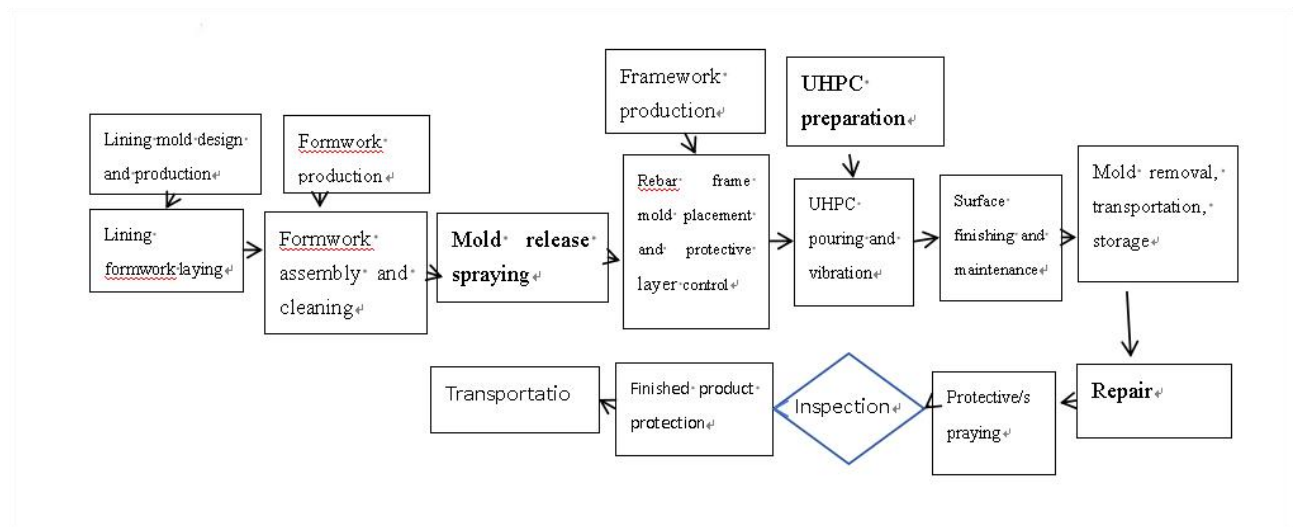 Framework
production
UHPC
preparation
Lining mold design
and production
Formwork
production
Lining
formwork laying
Formwork
assembly and
cleaning
Mold release
spraying
Rebar frame
mold placement
and protective
layer control
UHPC
pouring and
vibration
Surface
finishing and
maintenance
Mold removal,
transportation,
storage
Transportatio
Finished product
protection
Inspection
Protective/s
praying
Repair